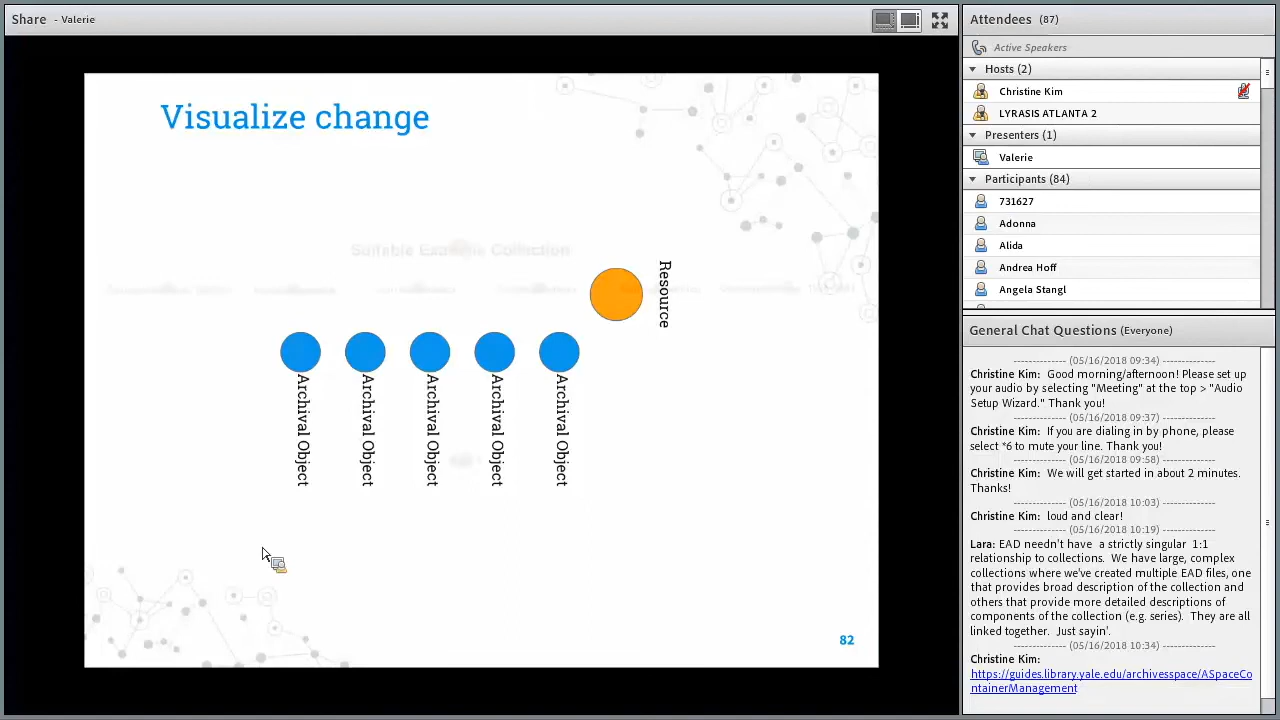 Share - Valerie
Visualize change
Resource
Archival Object
Archival Object
Archival Object
Archival Object
Archival Object
82
Attendees (87)
Active Speakers
Hosts (2)
Christine Kim
LYRASIS ATLANTA 2
Presenters (1)
Valerie
Participants (84)
731627
Adonna
Alida
Andrea Hoff
Angela Stangl
General Chat Questions (Everyone)
-------------- (05/16/2018 09:34) --------------
Christine Kim: Good morning/afternoon! Please set up
your audio by selecting "Meeting" at the top > "Audio
Setup Wizard." Thank you!
-------------- (05/16/2018 09:37) --------------
Christine Kim: If you are dialing in by phone, please
select *6 to mute your line. Thank you!
-------------- (05/16/2018 09:58) --------------
Christine Kim: We will get started in about 2 minutes.
Thanks!
-------------- (05/16/2018 10:03) --------------
Christine Kim: loud and clear!
-------------- (05/16/2018 10:19) --------------
Lara: EAD needn't have a strictly singular 1:1
relationship to collections. We have large, complex
collections where we've created multiple EAD files, one
that provides broad description of the collection and
others that provide more detailed descriptions of
components of the collection (e.g. series). They are all
linked together. Just sayin'.
-------------- (05/16/2018 10:34) --------------
Christine Kim:
https://guides.library.yale.edu/archivesspace/ASpaceCo
ntainerManagement